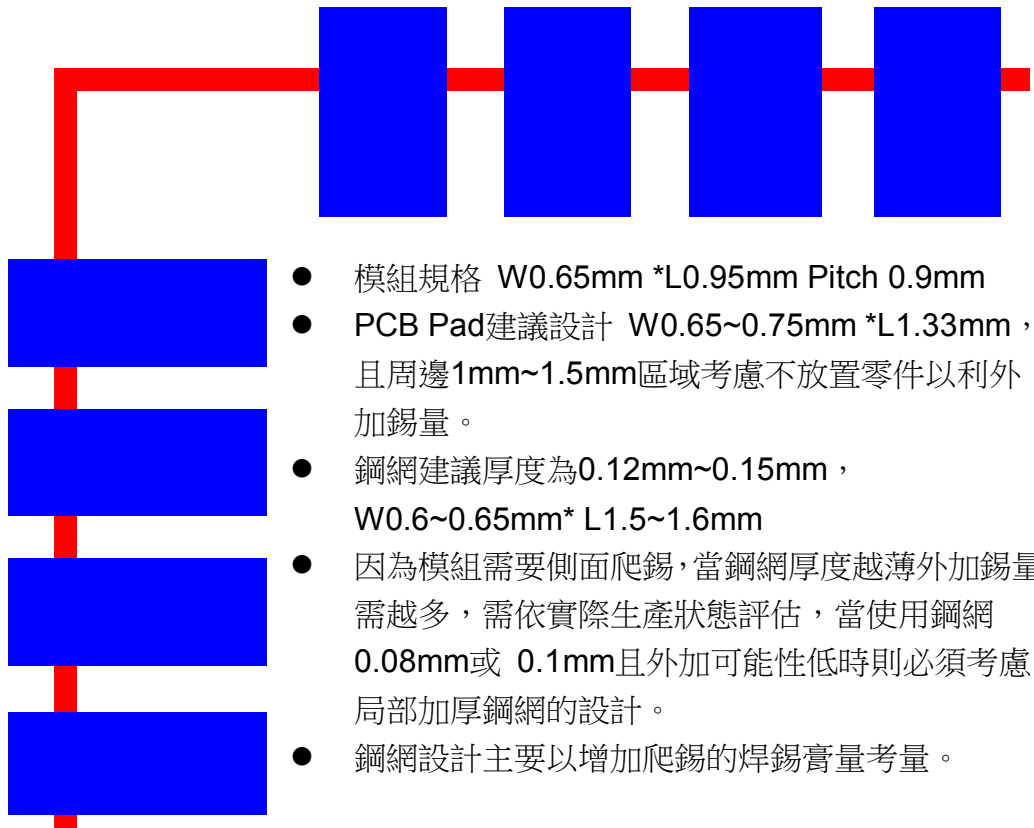 ● 模組規格 W0.65mm *L0.95mm Pitch 0.9mm
● PCB Pad建議設計 W0.65~0.75mm *L1.33mm，
且周邊1mm~1.5mm區域考慮不放置零件以利外
加錫量。
● 鋼網建議厚度為0.12mm~0.15mm，
W0.6~0.65mm* L1.5~1.6mm
● 因為模組需要側面爬錫，當鋼網厚度越薄外加錫量
需越多，需依實際生產狀態評估，當使用鋼網
0.08mm或 0.1mm且外加可能性低時則必須考慮
局部加厚鋼網的設計。
● 鋼網設計主要以增加爬錫的焊錫膏量考量。